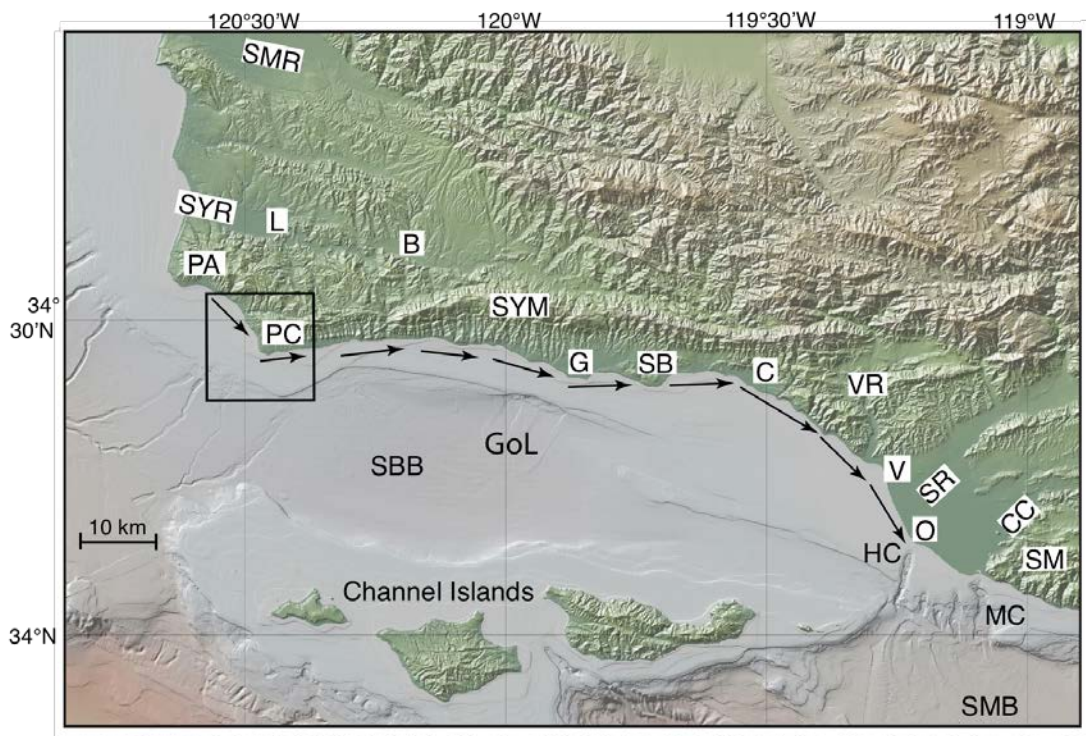 120°30'W 120°W 119°30'W 119°W
SMR
SYR L
B
PA
SYM
34°
30'N
PC
G SB C
VR
GoL
SBB
V
SR
10 km
O
CC
HC
SM
Channel Islands
MC
34°N
SMB